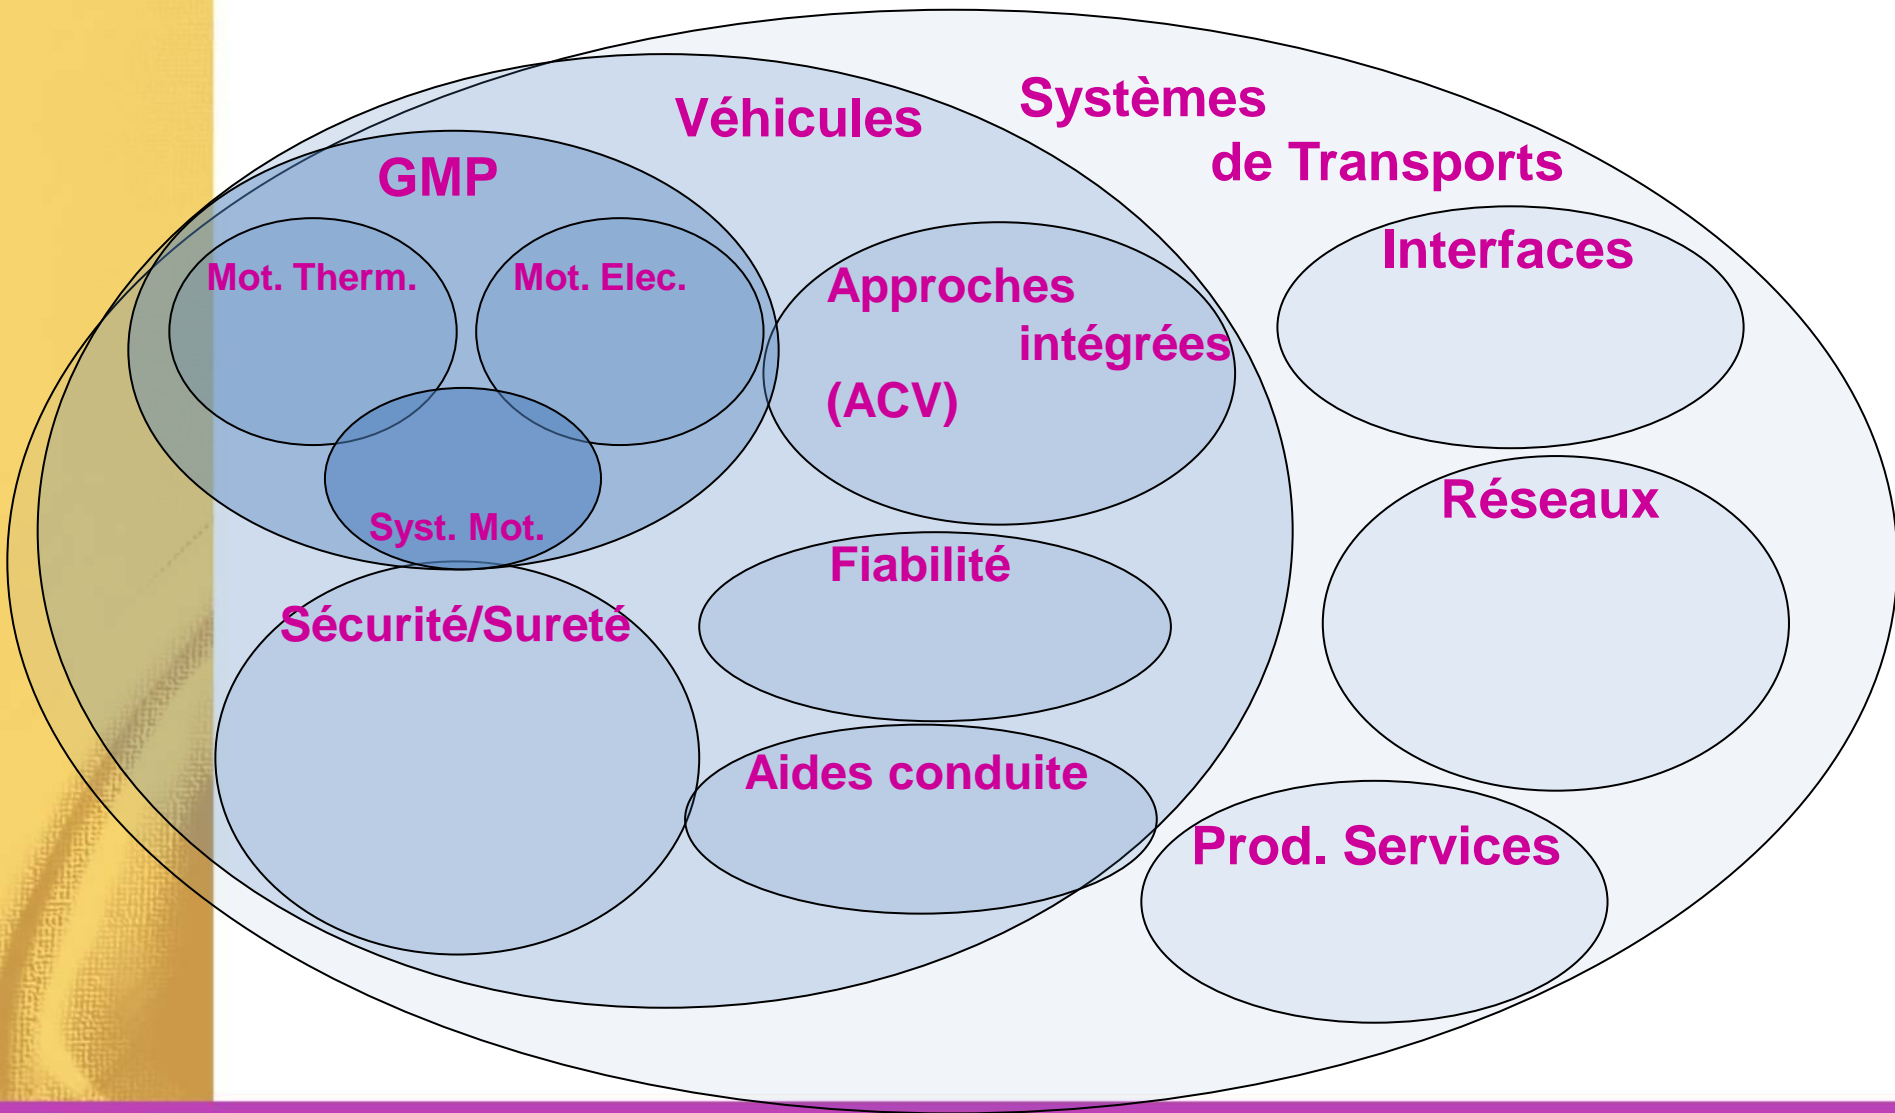 Systèmes
de Transports
Véhicules
GMP
Mot. Therm.
Mot. Elec.
Syst. Mot.
Approches
intégrées
(ACV)
Interfaces
Réseaux
Fiabilité
Sécurité/Sureté
Aides conduite
Prod. Services